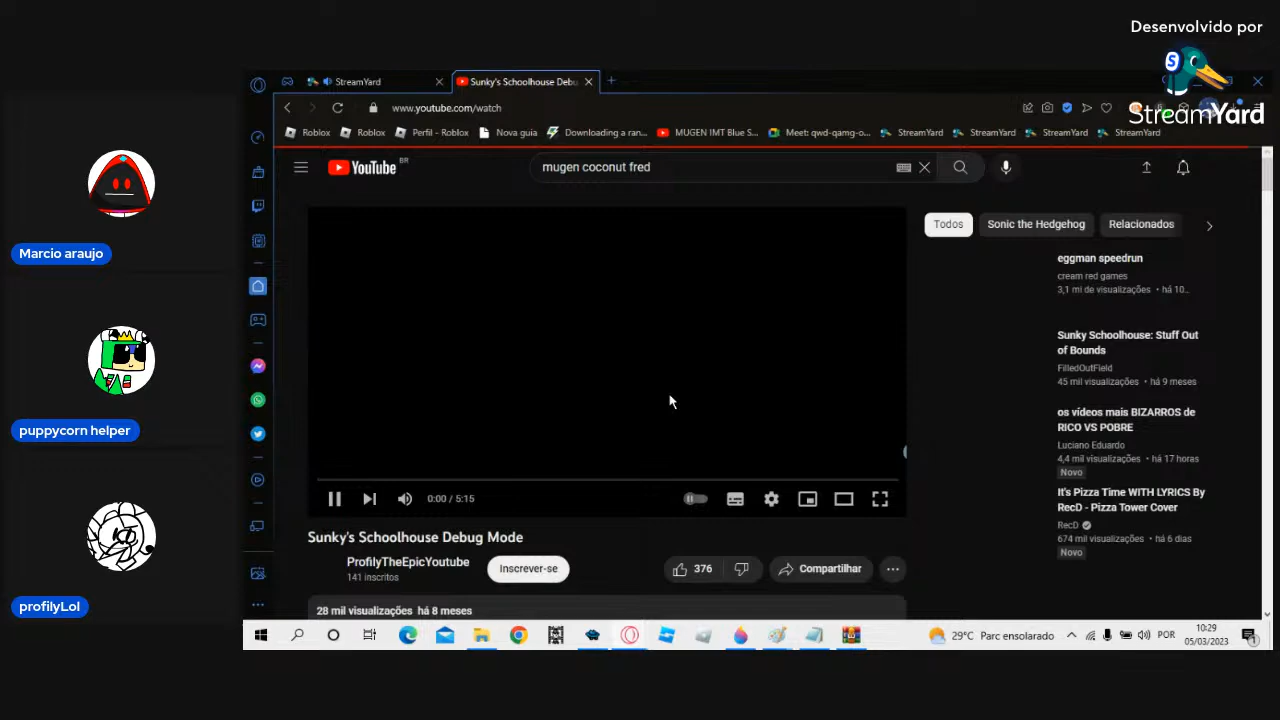 Desenvolvido por
StreamYard
StreamYard
Sunky's Schoolhouse Debu
www.youtube.com/watch
Roblox
Roblox
Perfil - Roblox
Nova guia
Downloading a ran...
MUGEN IMT Blue S...
Meet: qwd-qamg-o...
StreamYard
StreamYard
StreamYard
StreamYard
YouTube BR
mugen coconut fred
Todos
Sonic the Hedgehog
Relacionados
eggman speedrun
cream red games
3,1 mi de visualizações • há 10...
Sunky Schoolhouse: Stuff Out
of Bounds
FilledOutField
45 mil visualizações • há 9 meses
os vídeos mais BIZARROS de
RICO VS POBRE
Luciano Eduardo
4,4 mil visualizações • há 17 horas
Novo
It's Pizza Time WITH LYRICS By
RecD - Pizza Tower Cover
RecD
674 mil visualizações • há 6 dias
Novo
0:00 / 5:15
Sunky's Schoolhouse Debug Mode
ProfilyTheEpicYoutube
141 inscritos
Inscrever-se
376
Compartilhar
28 mil visualizações há 8 meses
Marcio araujo
puppycorn helper
profilyLol
29°C Parc ensolarado
POR
10:29
05/03/2023